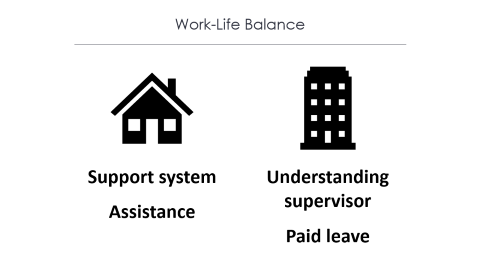 Work-Life Balance
Support system
Assistance
Understanding
supervisor
Paid leave